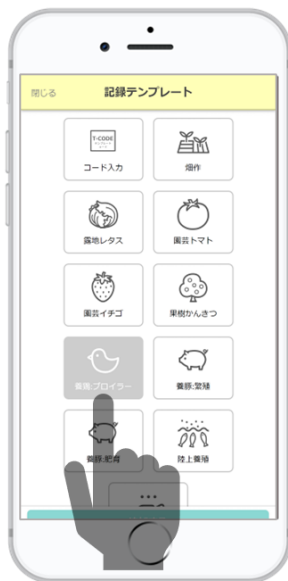 閉じる 記録テンプレート
T-CODE
コード入力 畑作
露地レタス 園芸トマト
園芸イチゴ 果樹かんきつ
養鶏:ブロイラー 養豚:繁殖
養豚:肥育 陸上養殖